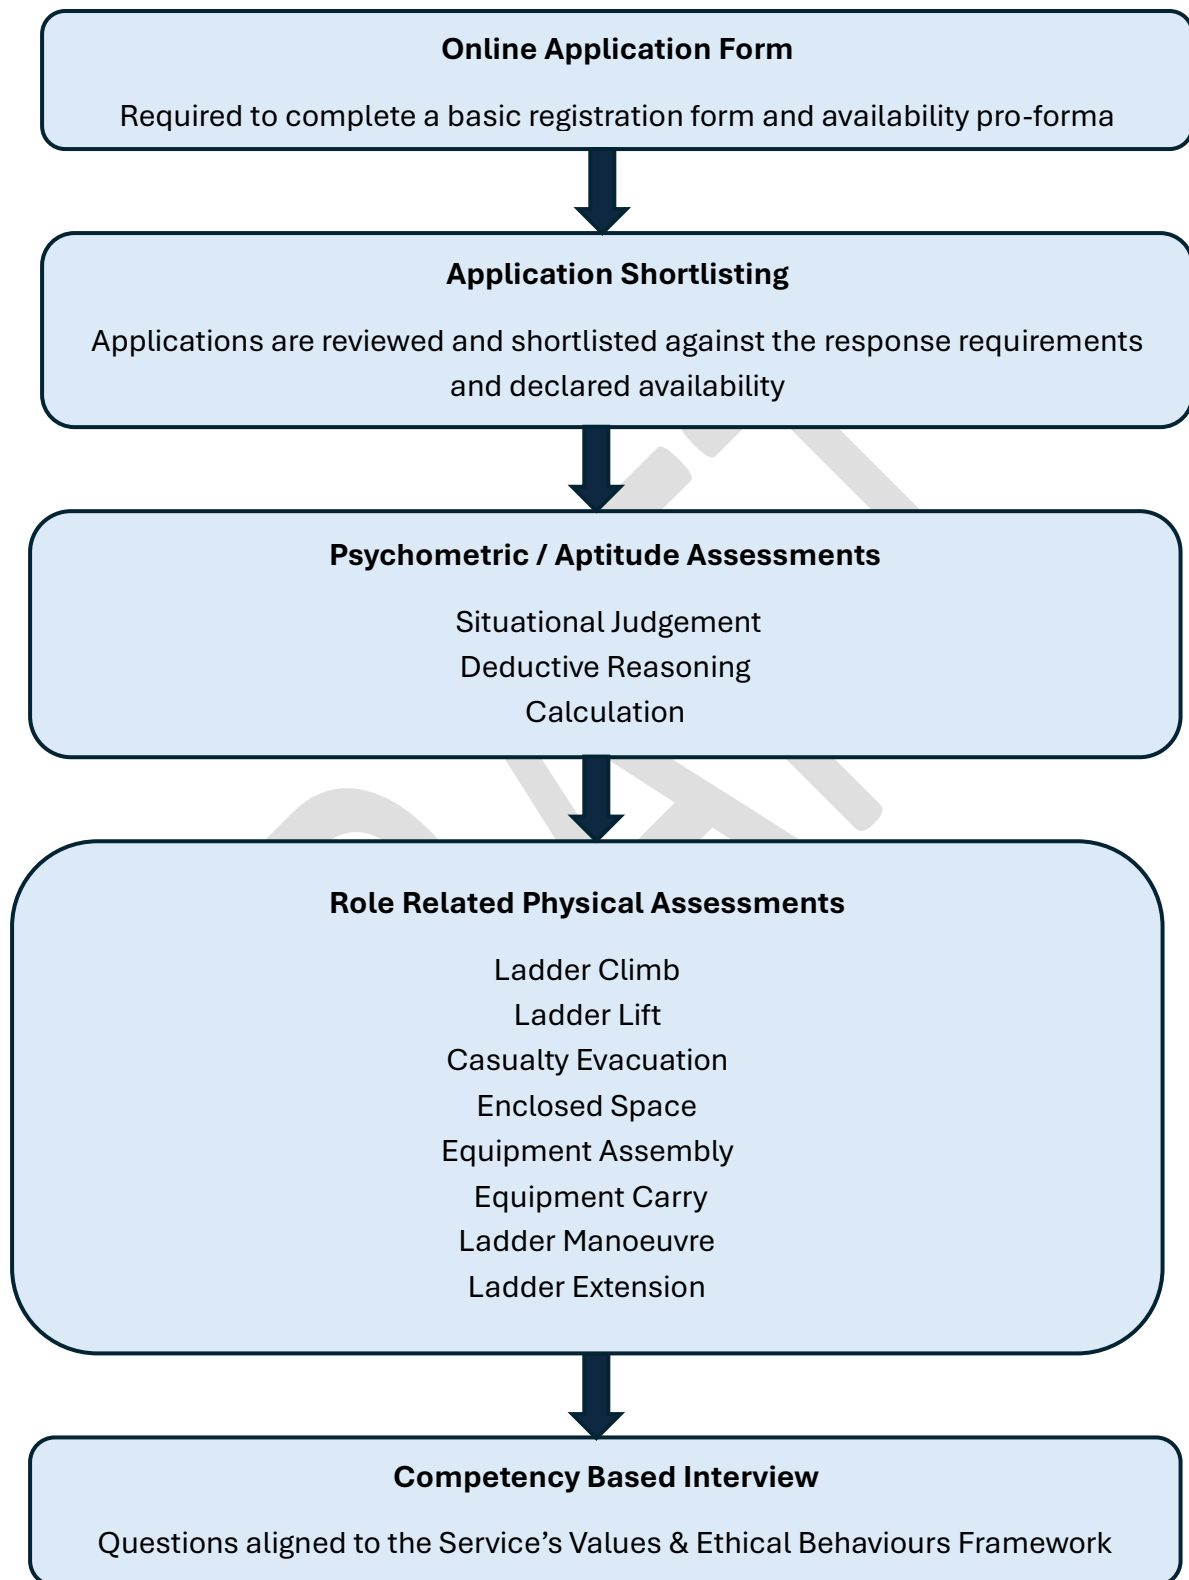 Online Application Form
Required to complete a basic registration form and availability pro-forma
Application Shortlisting
Applications are reviewed and shortlisted against the response requirements
and declared availability
Psychometric / Aptitude Assessments
Situational Judgement
Deductive Reasoning
Calculation
Role Related Physical Assessments
Ladder Climb
Ladder Lift
Casualty Evacuation
Enclosed Space
Equipment Assembly
Equipment Carry
Ladder Manoeuvre
Ladder Extension
Competency Based Interview
Questions aligned to the Service’s Values & Ethical Behaviours Framework